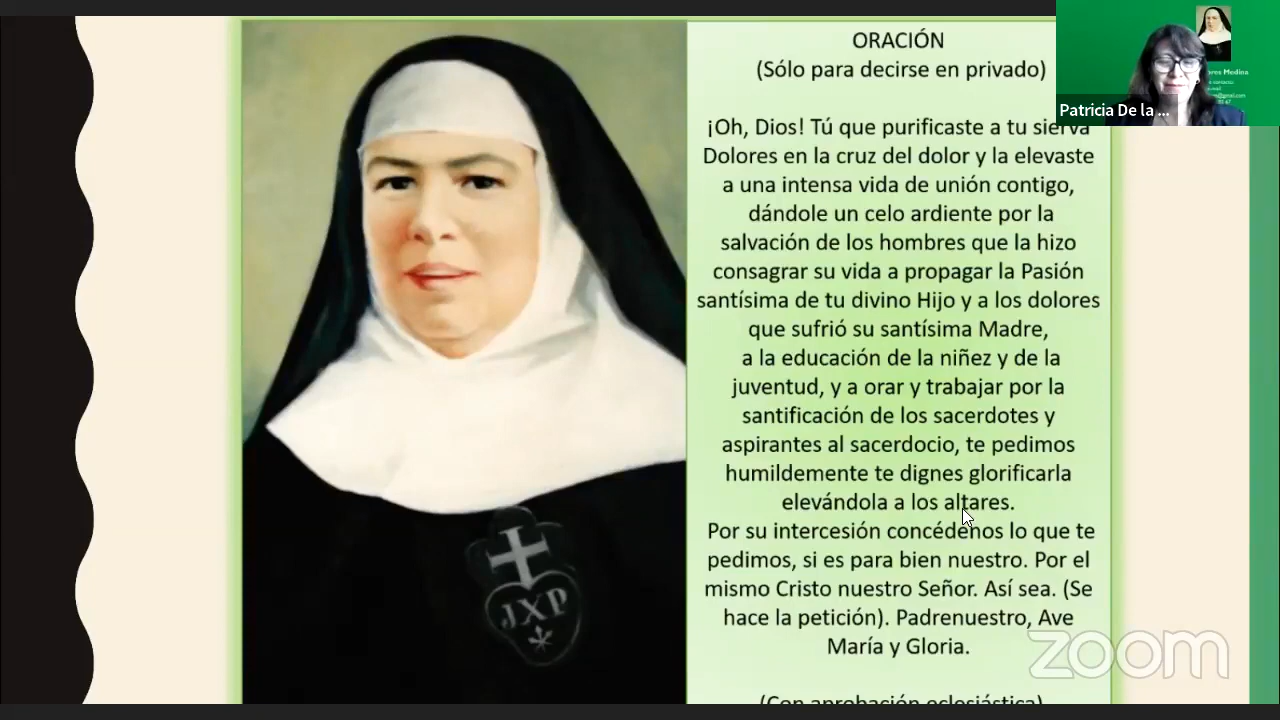 ORACIÓN
(Sólo para decirse en privado)
¡Oh, Dios! Tú que purificaste a tu sierva
Dolores en la cruz del dolor y la elevaste
a una intensa vida de unión contigo,
dándole un celo ardiente por la
salvación de los hombres que la hizo
consagrar su vida a propagar la Pasión
santísima de tu divino Hijo y a los dolores
que sufrió su santísima Madre,
a la educación de la niñez y de la
juventud, y a orar y trabajar por la
santificación de los sacerdotes y
aspirantes al sacerdocio, te pedimos
humildemente te dignes glorificarla
elevándola a los altares.
Por su intercesión concédenos lo que te
pedimos, si es para bien nuestro. Por el
mismo Cristo nuestro Señor. Así sea. (Se
hace la petición). Padrenuestro, Ave
María y Gloria.
(Con aprobación eclesiástica)
JXP
Medina
Patricia De la ...
zoom